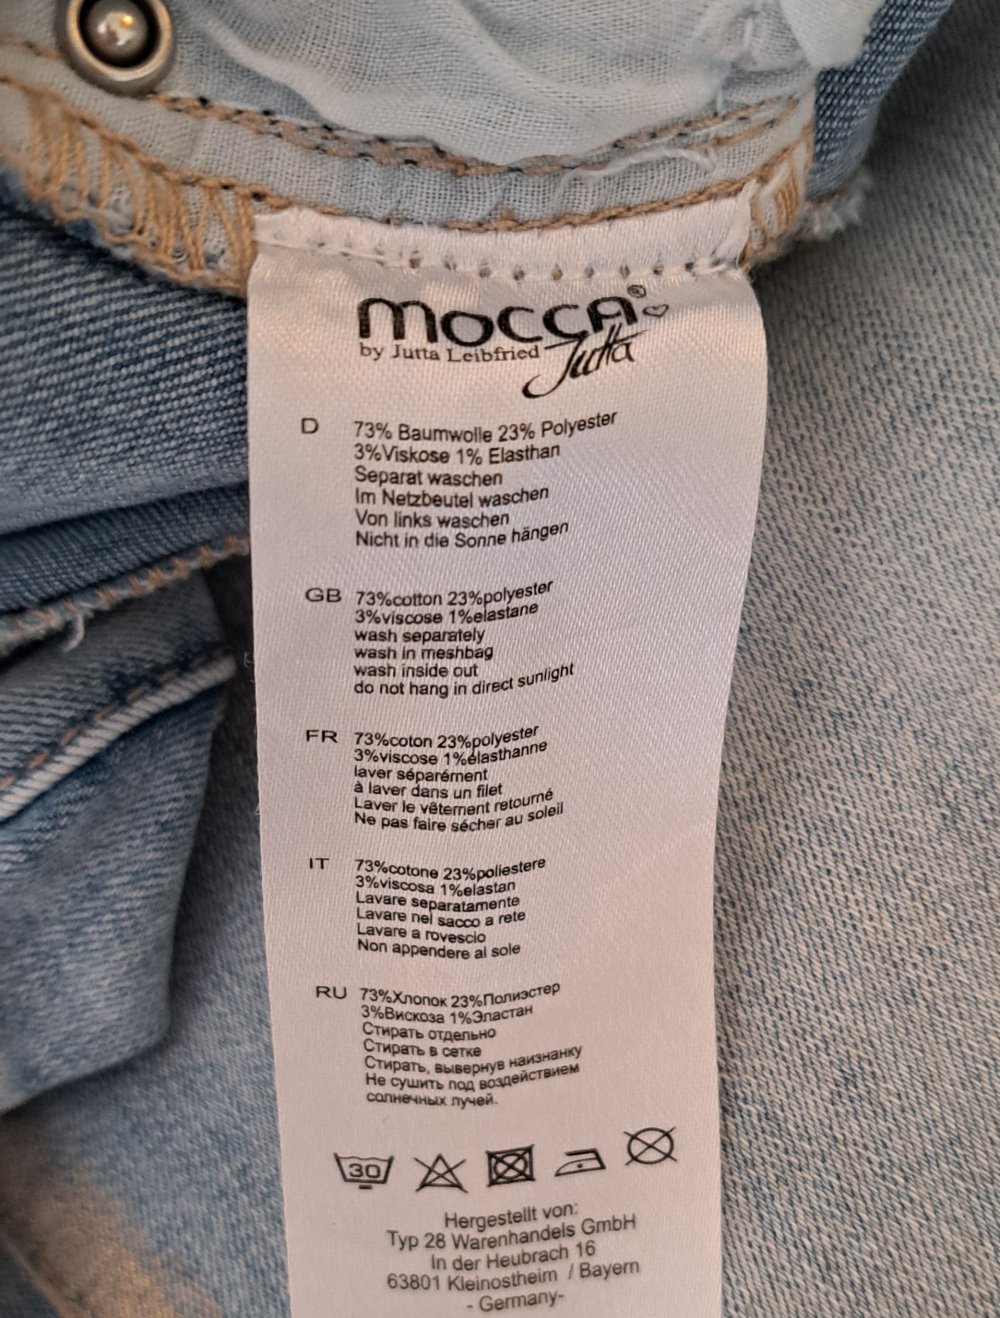 mocca®
by Jutta Leibfried Jutta
D 73% Baumwolle 23% Polyester
3%Viskose 1% Elasthan
Separat waschen
Im Netzbeutel waschen
Von links waschen
Nicht in die Sonne hängen
GB 73%cotton 23%polyester
3%viscose 1%elastane
wash separately
wash in meshbag
wash inside out
do not hang in direct sunlight
FR 73%coton 23%polyester
3%viscose 1%élasthanne
laver séparément
à laver dans un filet
Laver le vêtement retourné
Ne pas faire sécher au soleil
IT 73%cotone 23%poliestere
3%viscosa 1%elastan
Lavare separatamente
Lavare nel sacco a rete
Lavare a rovescio
Non appendere al sole
RU 73%Хлопок 23%Полиэстер
3%Вискоза 1%Эластан
Стирать отдельно
Стирать в сетке
Стирать, вывернув наизнанку
Не сушить под воздействием
солнечных лучей.
30
Hergestellt von:
Typ 28 Warenhandels GmbH
In der Heubrach 16
63801 Kleinostheim / Bayern
- Germany-